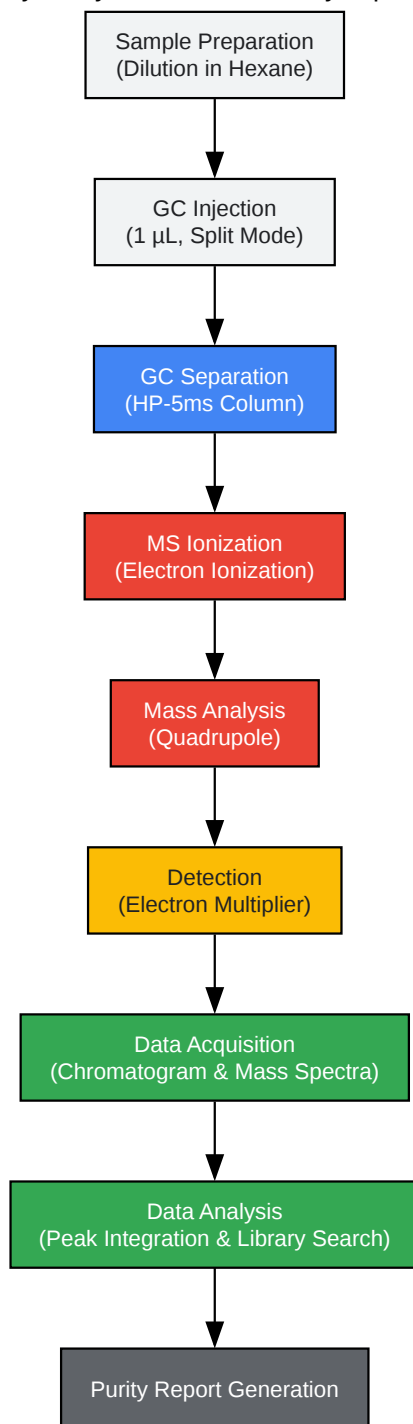 Sample Preparation
(Dilution in Hexane)
GC Injection
(1 µL, Split Mode)
GC Separation
(HP-5ms Column)
MS Ionization
(Electron Ionization)
Mass Analysis
(Quadrupole)
Detection
(Electron Multiplier)
Data Acquisition
(Chromatogram & Mass Spectra)
Data Analysis
(Peak Integration & Library Search)
Purity Report Generation